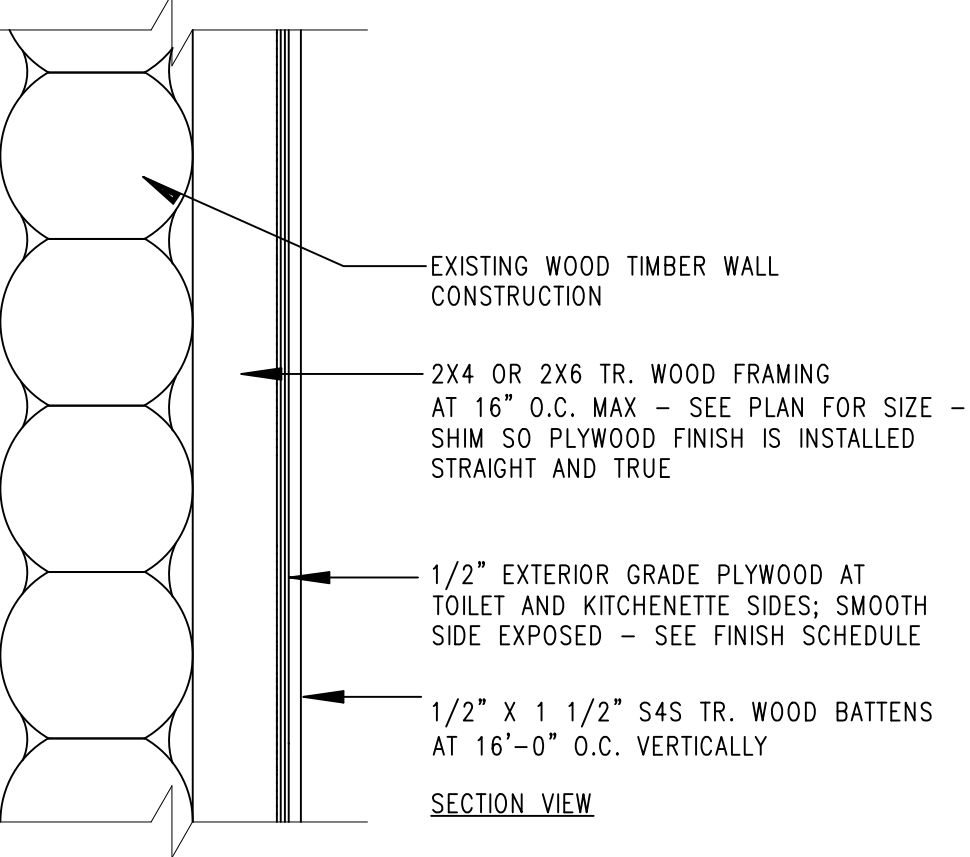 EXISTING WOOD TIMBER WALL
CONSTRUCTION
2X4 OR 2X6 TR. WOOD FRAMING
AT 16" O.C. MAX – SEE PLAN FOR SIZE –
SHIM SO PLYWOOD FINISH IS INSTALLED
STRAIGHT AND TRUE
1/2" EXTERIOR GRADE PLYWOOD AT
TOILET AND KITCHENETTE SIDES; SMOOTH
SIDE EXPOSED – SEE FINISH SCHEDULE
1/2" X 1 1/2" S4S TR. WOOD BATTENS
AT 16'–0" O.C. VERTICALLY
SECTION VIEW